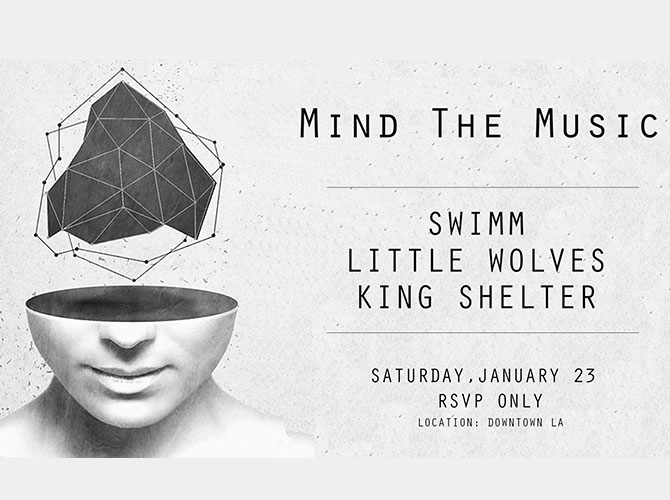 Mind The Music
SWIMM
LITTLE WOLVES
KING SHELTER
SATURDAY,JANUARY 23
RSVP ONLY
LOCATION: DOWNTOWN LA